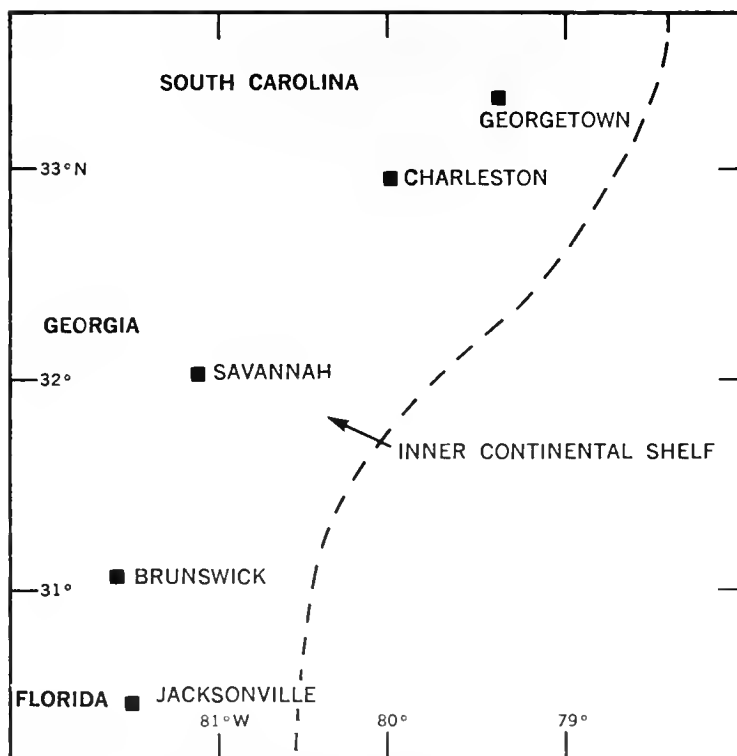 SOUTH CAROLINA
GEORGETOWN
33°N
CHARLESTON
GEORGIA
32°
SAVANNAH
INNER CONTINENTAL SHELF
31°
BRUNSWICK
FLORIDA
JACKSONVILLE
81°W
80°
79°